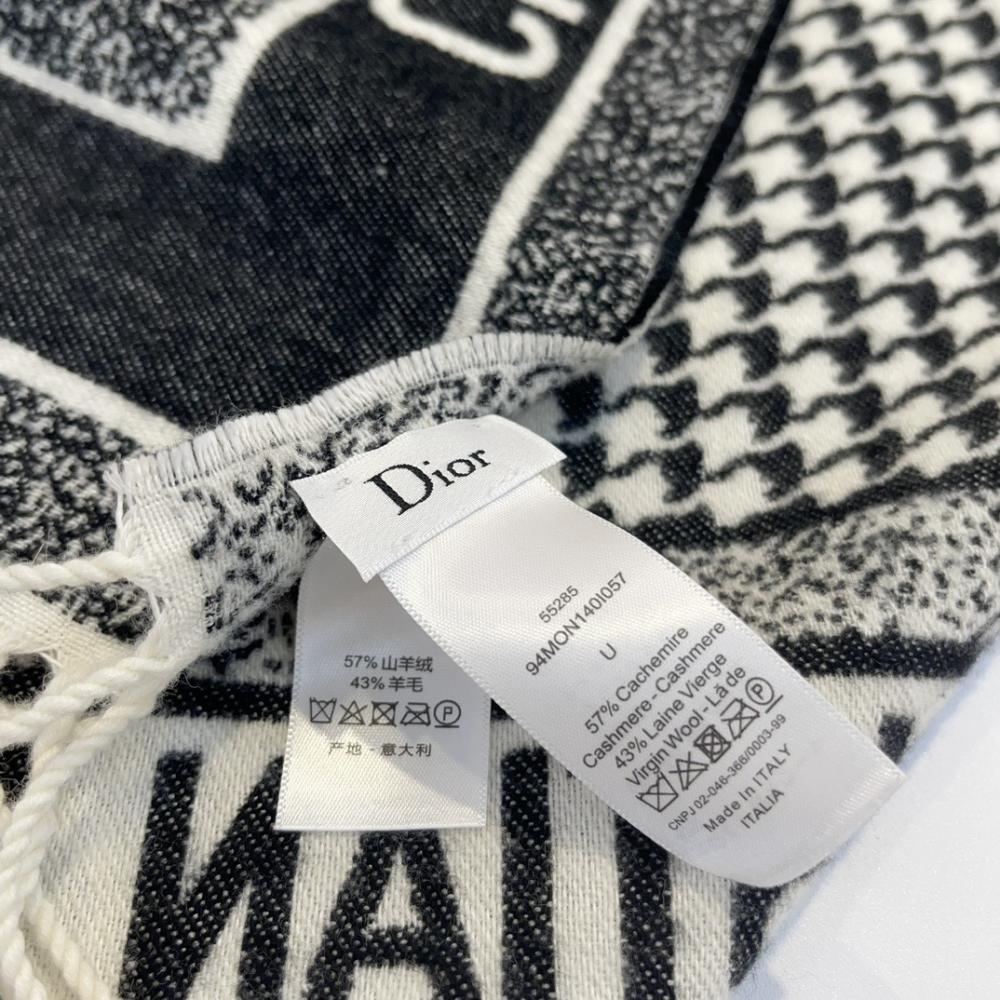 Dior
57%山羊绒
43%羊毛
产地 - 意大利
55285
94MON140I057
U
57% Cachemire
Cashmere - Cashmere
43% Laine Vierge
Virgin Wool - Lã de
CNPJ 02-046-368/0003-99
Made In ITALY
ITALIA